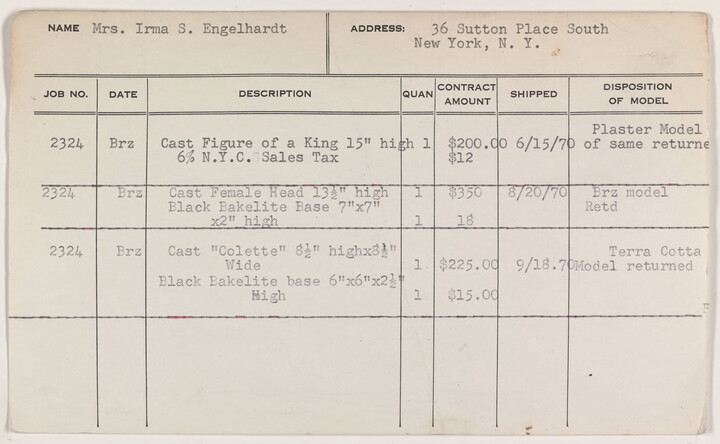 NAME Mrs. Irma S. Engelhardt ADDRESS: 36 Sutton Place South
New York, N. Y.
JOB NO. DATE DESCRIPTION QUAN CONTRACT AMOUNT SHIPPED DISPOSITION OF MODEL
Plaster Model
2324 Brz Cast Figure of a King 15" high 1 $200.00 6/15/70 of same returne
6% N.Y.C. Sales Tax $12
2324 Brz Cast Female Head 13½" high 1 $350 8/20/70 Brz model
Black Bakelite Base 7"x7" Retd
x2" high 1 18
2324 Brz Cast "Colette" 8½" highx8½" Terra Cotta
Wide 1 $225.00 9/18.70 Model returned
Black Bakelite base 6"x6"x2½"
High 1 $15.00